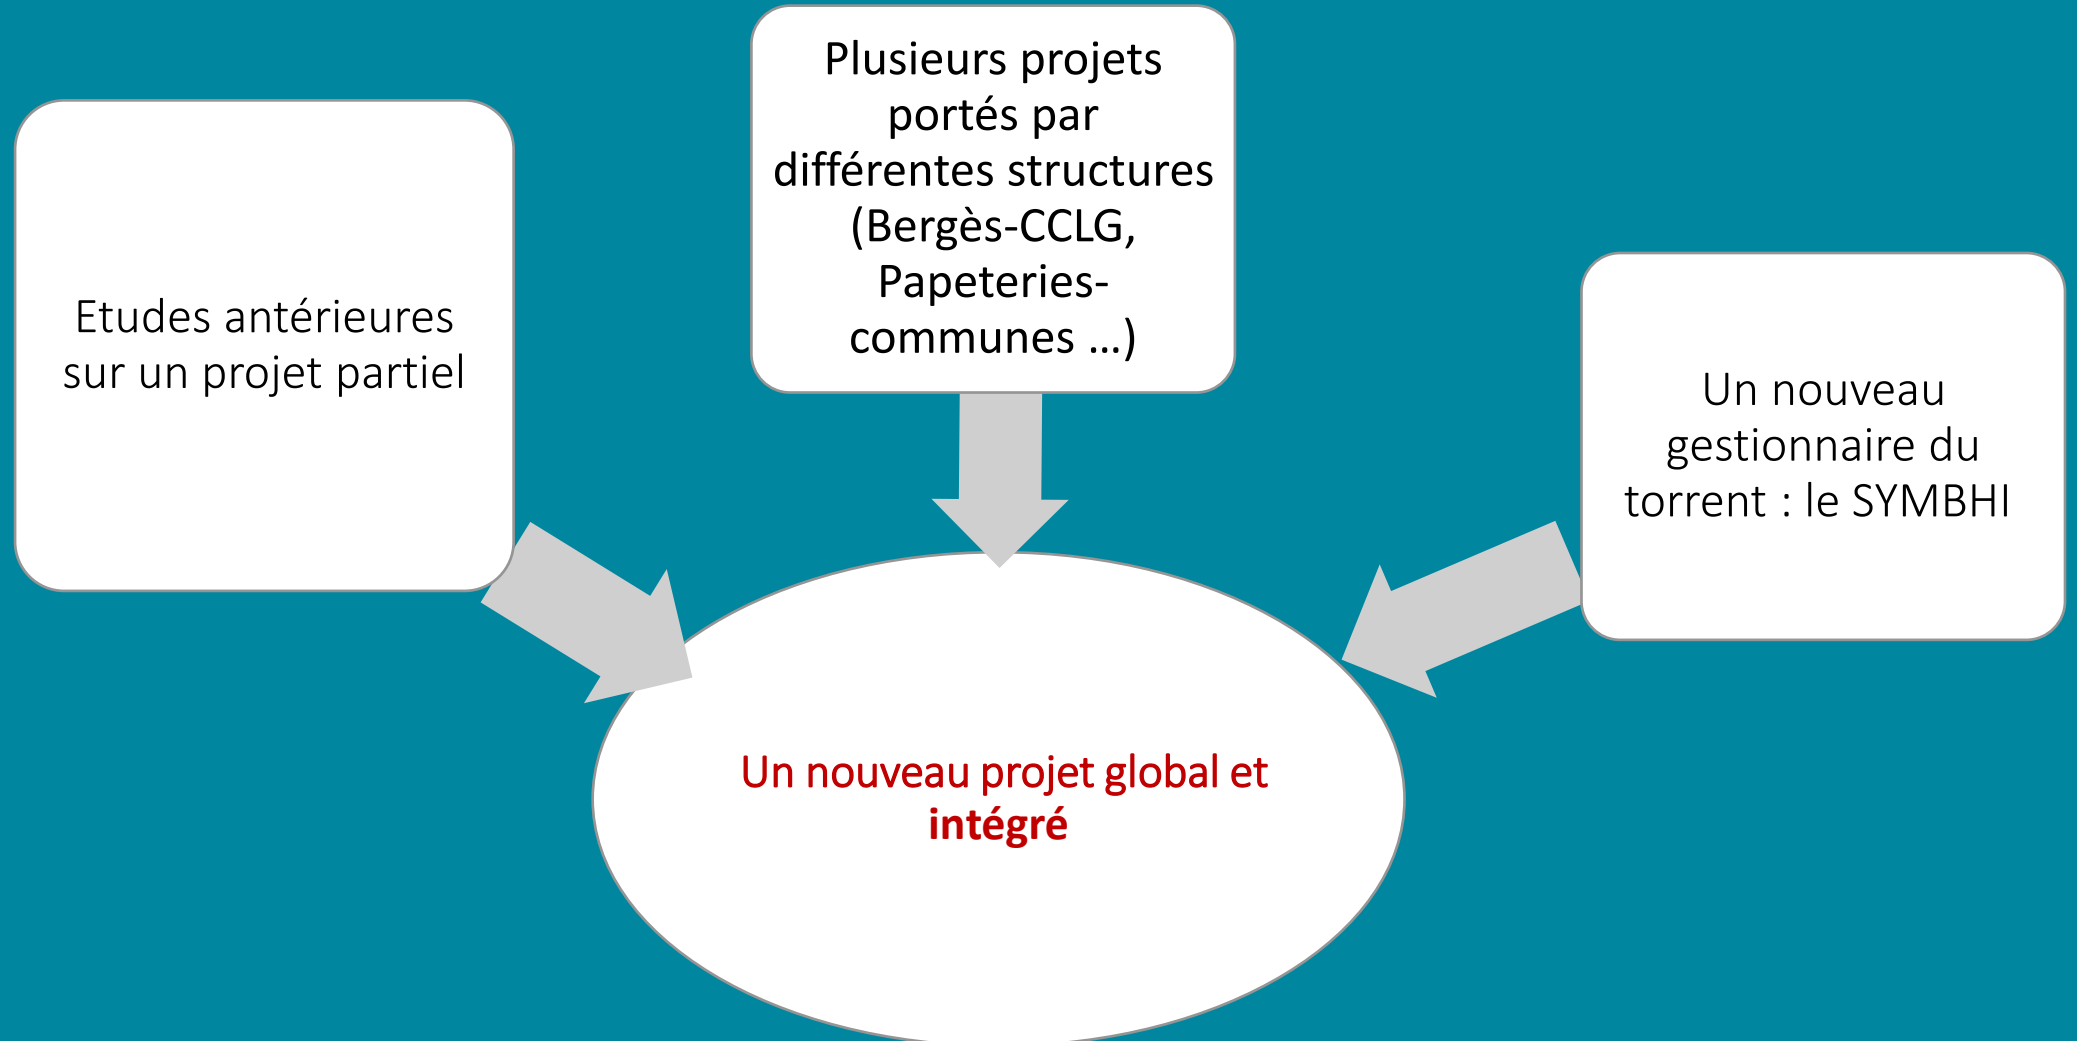 Etudes antérieures
sur un projet partiel
Plusieurs projets
portés par
différentes structures
(Bergès-CCLG,
Papeteries-
communes …)
Un nouveau
gestionnaire du
torrent : le SYMBHI
Un nouveau projet global et
intégré